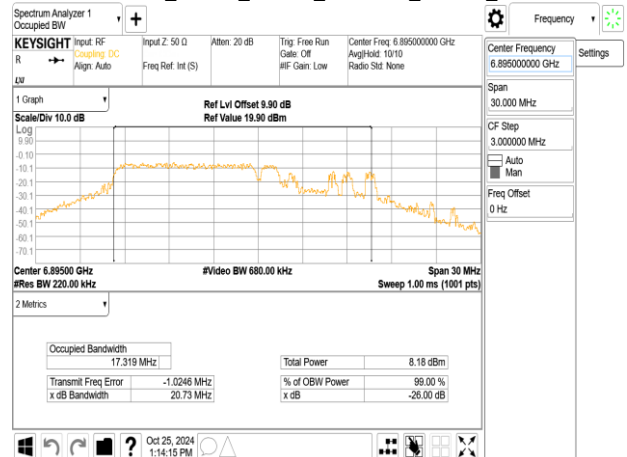 Spectrum Analyzer 1
Occupied BW
+
Frequency
KEYSIGHT
R
LXI
Input: RF
Coupling: DC
Align: Auto
Input Z: 50 Ω
Freq Ref: Int (S)
Atten: 20 dB
Trig: Free Run
Gate: Off
#IF Gain: Low
Center Freq: 6.895000000 GHz
Avg|Hold: 10/10
Radio Std: None
Center Frequency
6.895000000 GHz
Settings
Span
30.000 MHz
CF Step
3.000000 MHz
Auto
Man
Freq Offset
0 Hz
1 Graph
Scale/Div 10.0 dB
Ref Lvl Offset 9.90 dB
Ref Value 19.90 dBm
Log
9.90
-0.10
-10.1
-20.1
-30.1
-40.1
-50.1
-60.1
-70.1
Center 6.89500 GHz
#Res BW 220.00 kHz
#Video BW 680.00 kHz
Span 30 MHz
Sweep 1.00 ms (1001 pts)
2 Metrics
Occupied Bandwidth
17.319 MHz
Total Power 8.18 dBm
Transmit Freq Error -1.0246 MHz
% of OBW Power 99.00 %
x dB Bandwidth 20.73 MHz
x dB -26.00 dB
?
Oct 25, 2024
1:14:15 PM